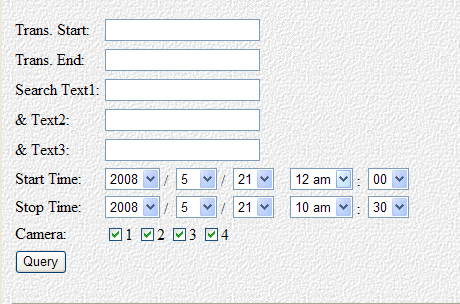 Trans. Start:
Trans. End:
Search Text1:
& Text2:
& Text3:
Start Time: 2008 / 5 / 21 12 am : 00
Stop Time: 2008 / 5 / 21 10 am : 30
Camera: 1 2 3 4
Query